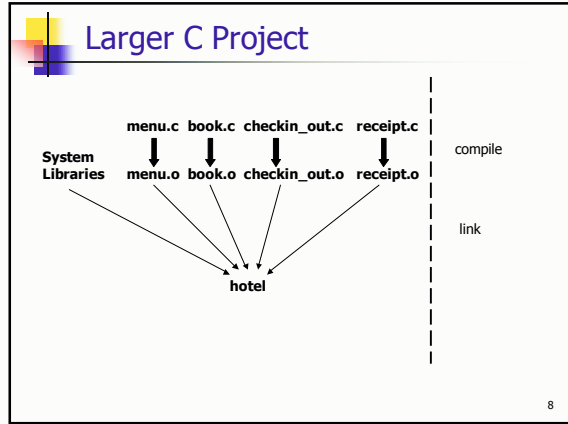 Larger C Project
menu.c book.c checkin_out.c receipt.c
compile
System
Libraries
menu.o book.o checkin_out.o receipt.o
link
hotel
8